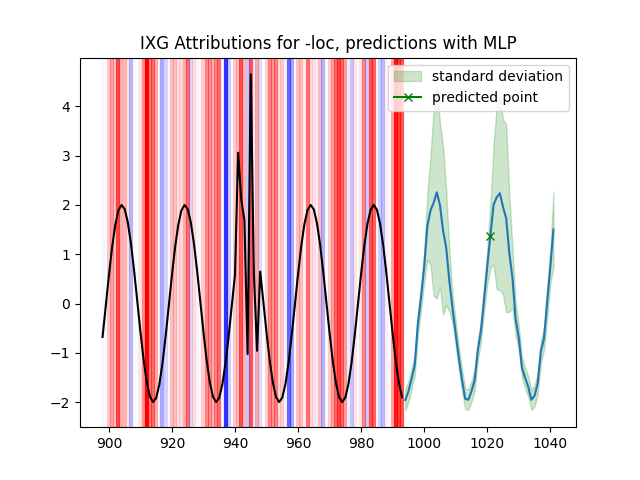 IXG Attributions for -loc, predictions with MLP
standard deviation
predicted point
4
3
2
1
0
−1
−2
900 920 940 960 980 1000 1020 1040